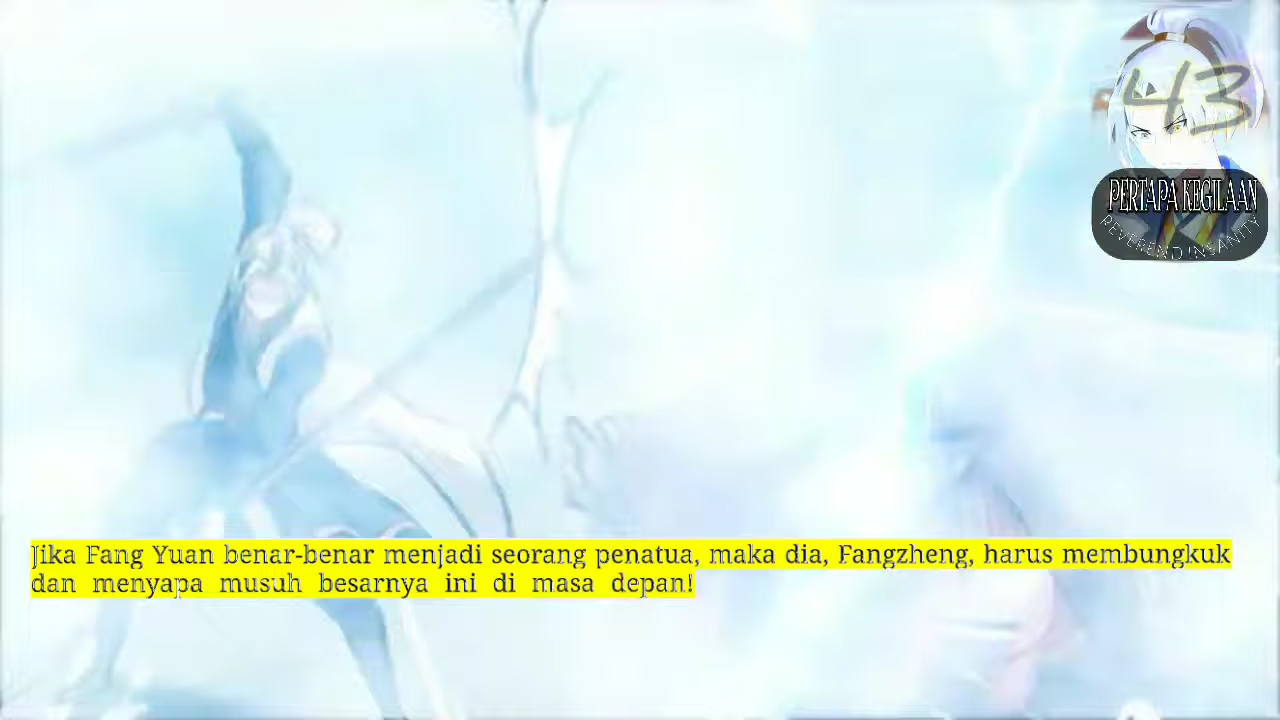 43
PERTAPA KEGILAAN
REVEREND INSANITY
Jika Fang Yuan benar-benar menjadi seorang penatua, maka dia, Fangzheng, harus membungkuk
dan menyapa musuh besarnya ini di masa depan!